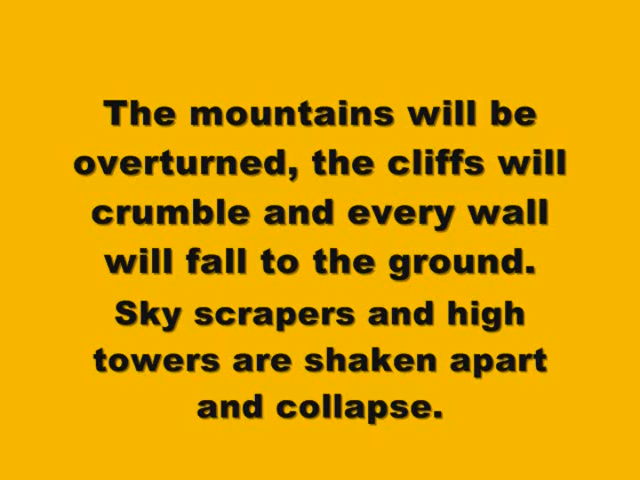 The mountains will be
overturned, the cliffs will
crumble and every wall
will fall to the ground.
Sky scrapers and high
towers are shaken apart
and collapse.